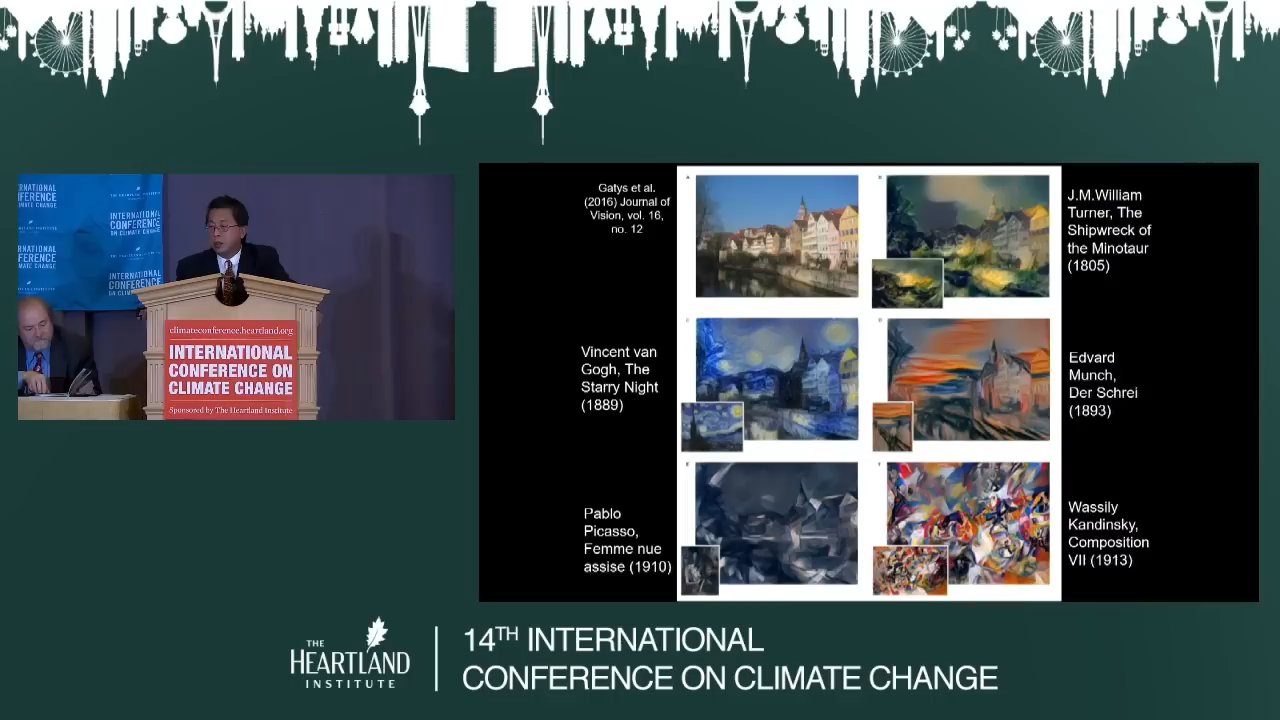 INTERNATIONAL
CONFERENCE
ON CLIMATE CHANGE
climateconference.heartland.org
INTERNATIONAL
CONFERENCE ON
CLIMATE CHANGE
Sponsored by The Heartland Institute
Gatys et al.
(2016) Journal of
Vision, vol. 16,
no. 12
J.M.William
Turner, The
Shipwreck of
the Minotaur
(1805)
Vincent van
Gogh, The
Starry Night
(1889)
Edvard
Munch,
Der Schrei
(1893)
Pablo
Picasso,
Femme nue
assise (1910)
Wassily
Kandinsky,
Composition
VII (1913)
THE
HEARTLAND
INSTITUTE
14TH INTERNATIONAL
CONFERENCE ON CLIMATE CHANGE